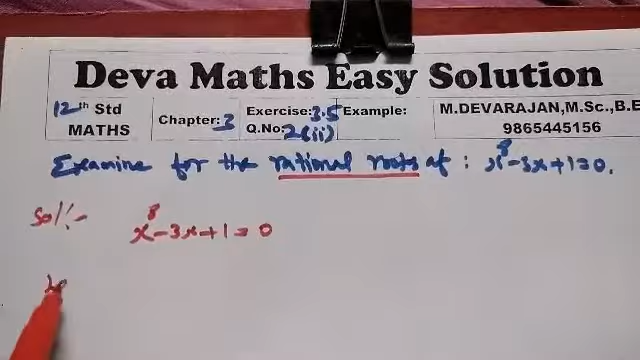 Deva Maths Easy Solution
12th Std MATHS
Chapter: 3
Exercise: 3.5 Example:
Q.No: 2(ii)
M.DEVARAJAN,M.Sc.,B.E
9865445156
Examine for the rational roots of : x⁸-3x+1=0.
Sol:-
x⁸-3x+1=0